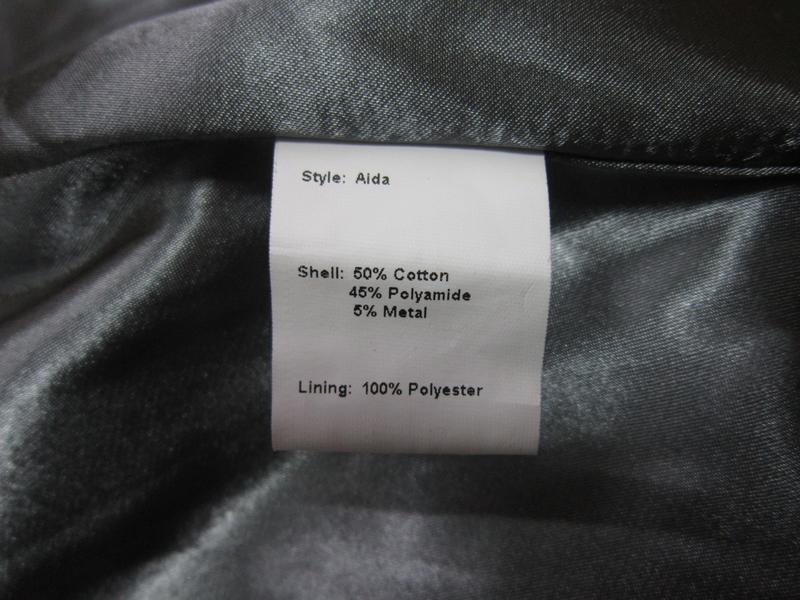 Style: Aida
Shell: 50% Cotton
45% Polyamide
5% Metal
Lining: 100% Polyester